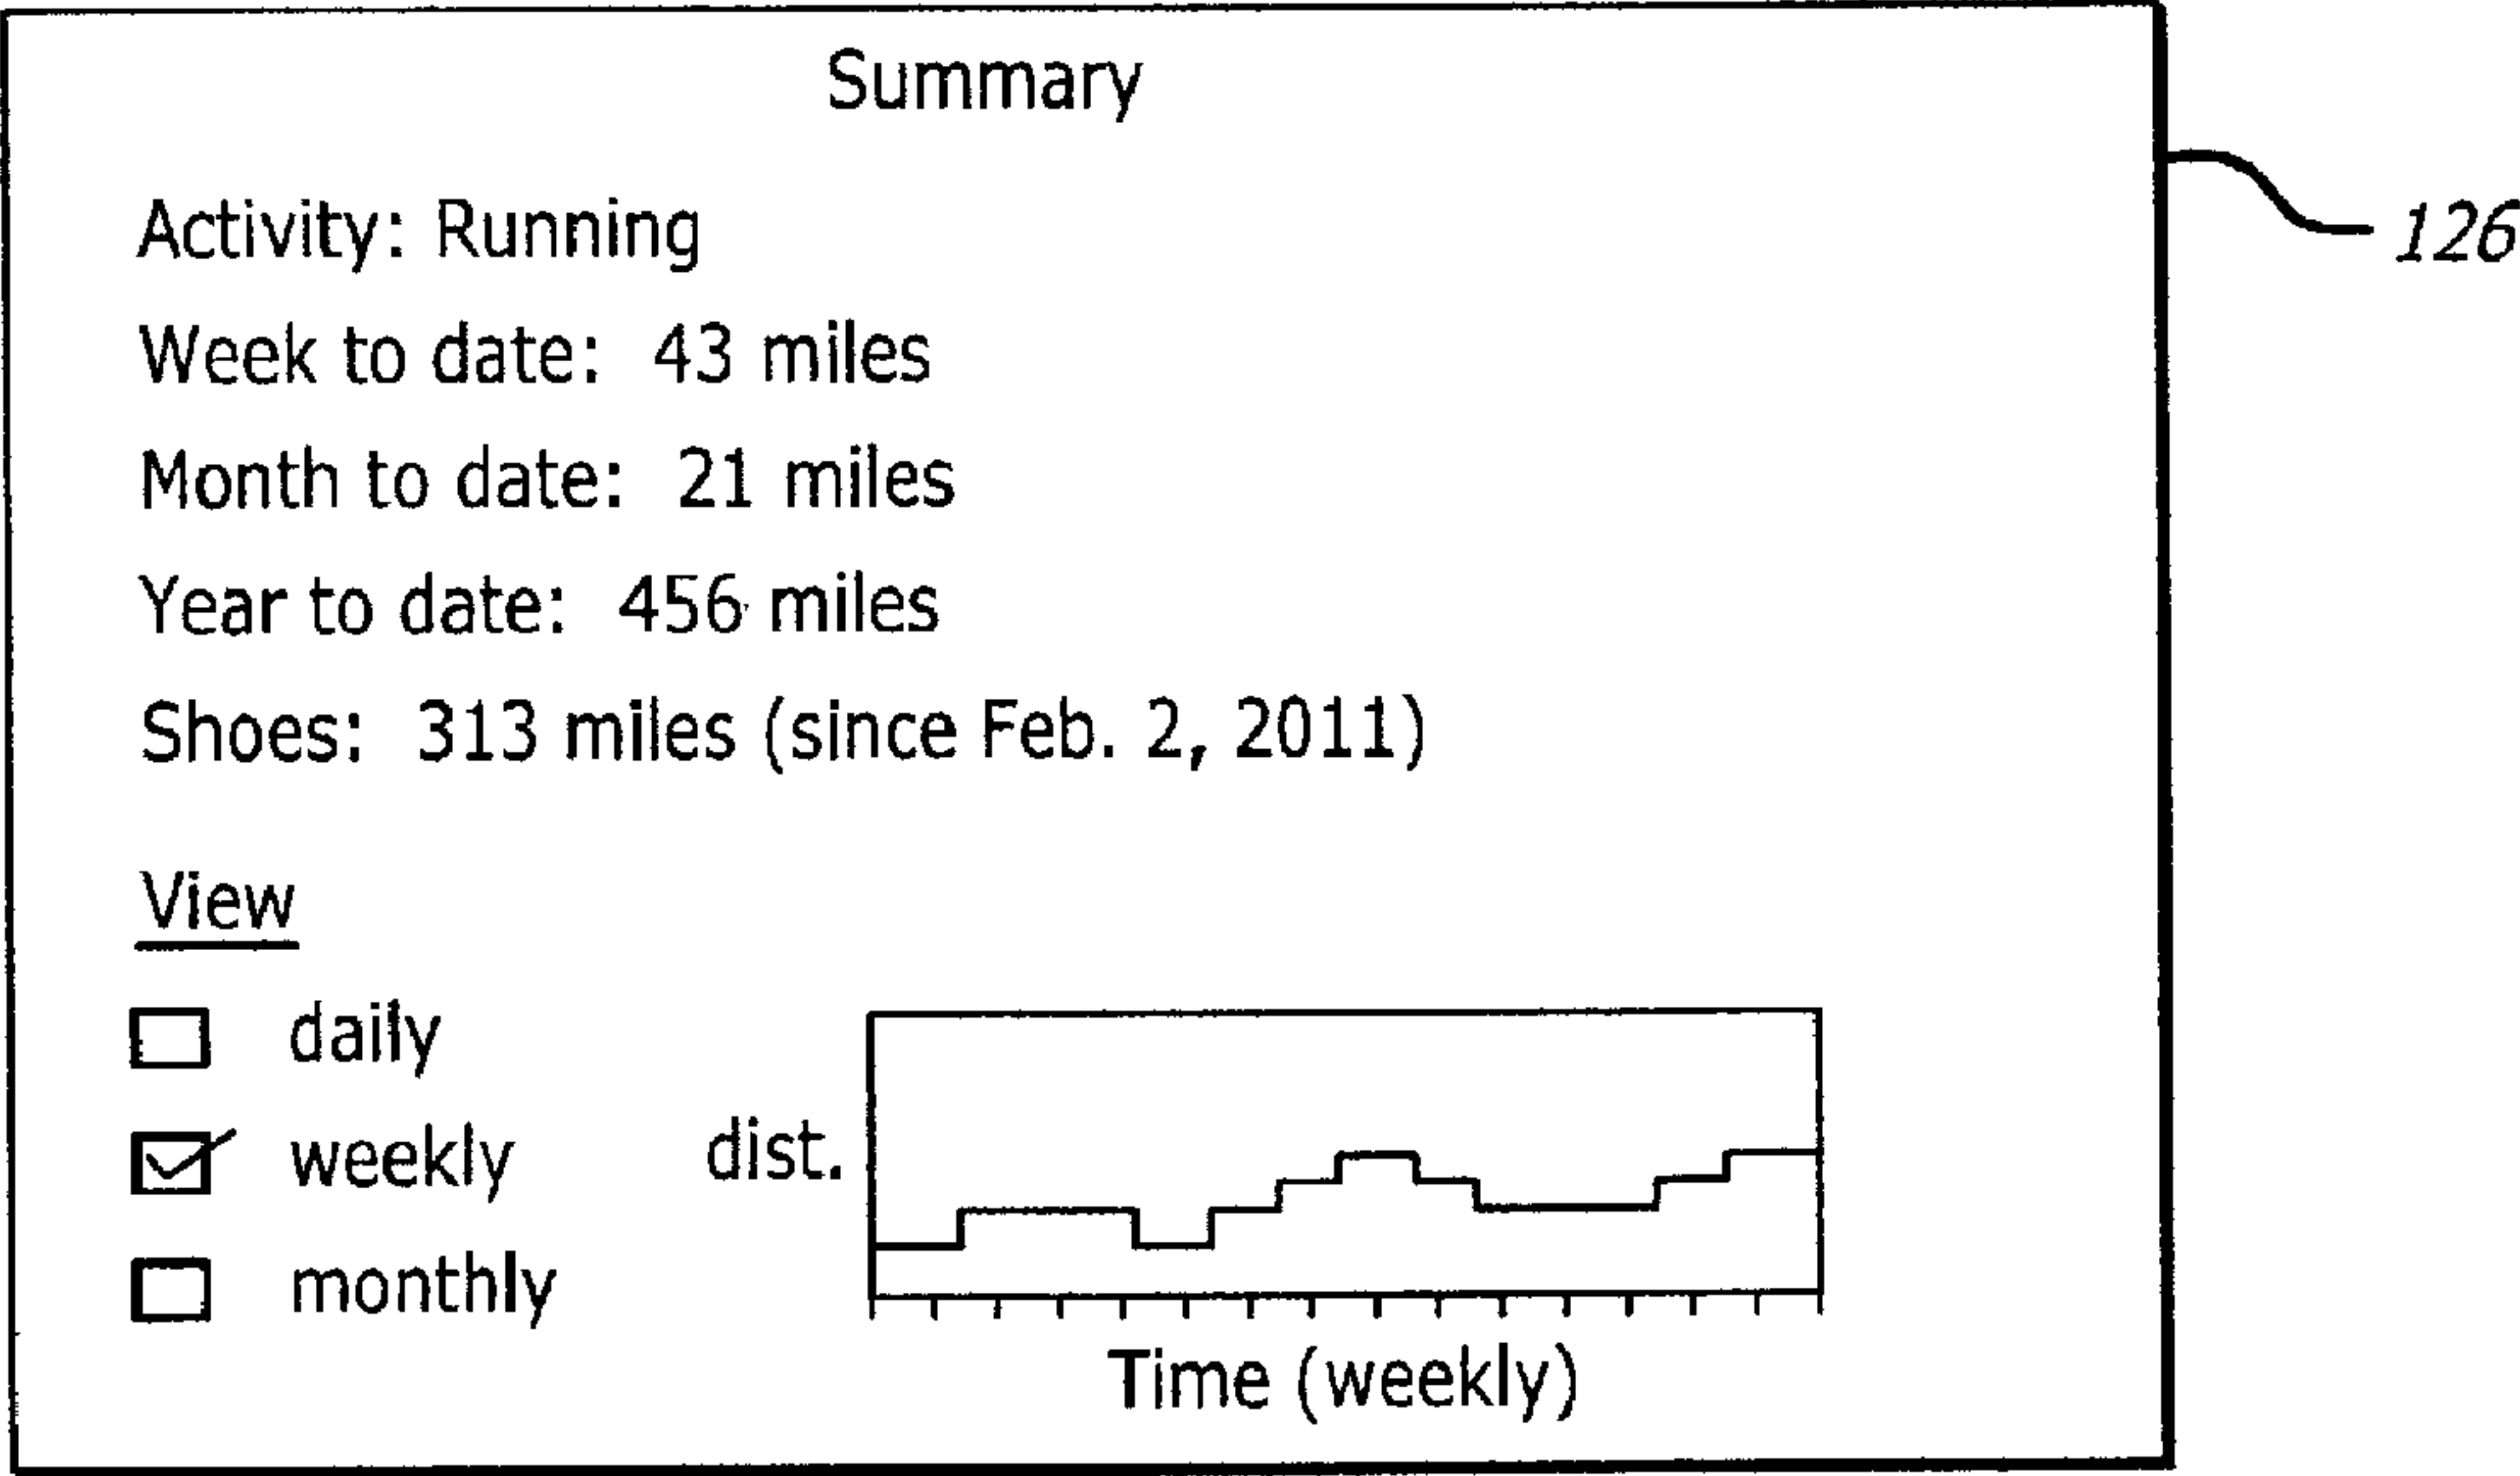 Summary
126
Activity: Running
Week to date: 43 miles
Month to date: 21 miles
Year to date: 456 miles
Shoes: 313 miles (since Feb. 2, 2011)
View
daily
weekly
monthly
dist.
Time (weekly)